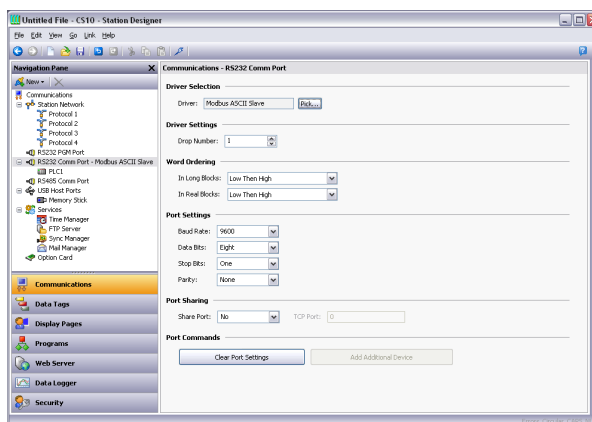 Untitled File - CS10 - Station Designer
File Edit View Go Link Help
Navigation Pane X
New
Communications
Station Network
Protocol 1
Protocol 2
Protocol 3
Protocol 4
RS232 PGM Port
RS232 Comm Port - Modbus ASCII Slave
PLC1
RS485 Comm Port
USB Host Ports
Memory Stick
Services
Time Manager
FTP Server
Sync Manager
Mail Manager
Option Card
Communications
Data Tags
Display Pages
Programs
Web Server
Data Logger
Security
Communications - RS232 Comm Port
Driver Selection
Driver: Modbus ASCII Slave Pick...
Driver Settings
Drop Number: 1
Word Ordering
In Long Blocks: Low Then High
In Real Blocks: Low Then High
Port Settings
Baud Rate: 9600
Data Bits: Eight
Stop Bits: One
Parity: None
Port Sharing
Share Port: No TCP Port: 0
Port Commands
Clear Port Settings Add Additional Device